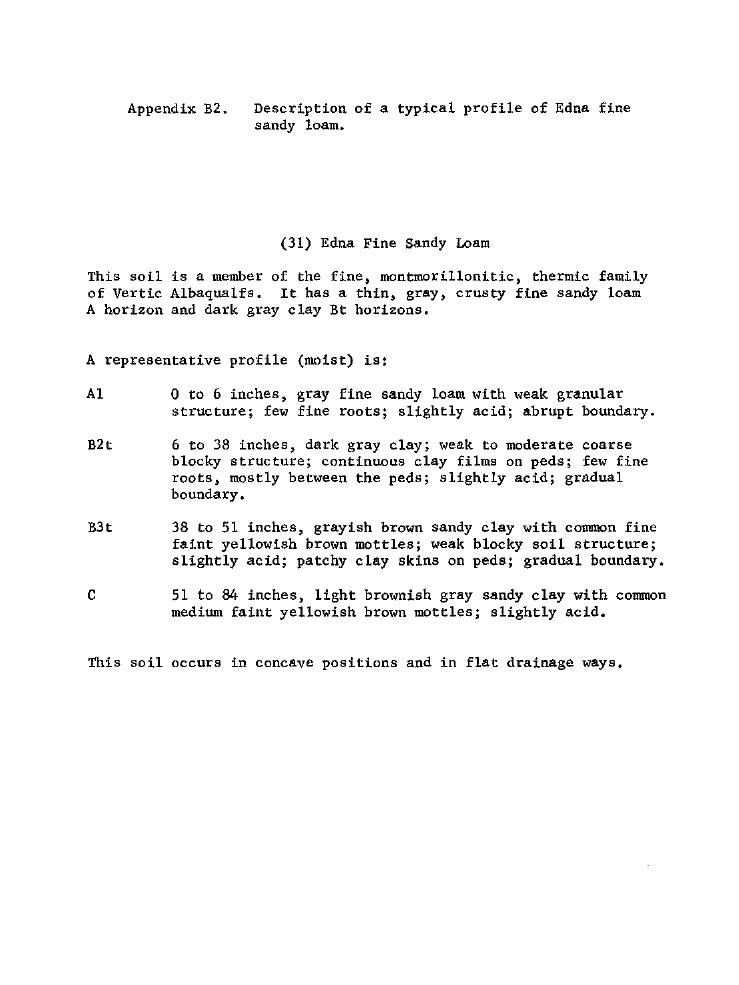 Appendix B2. Description of a typical profile of Edna fine
sandy loam.
(31) Edna Fine Sandy Loam
This soil is a member of the fine, montmorillonitic, thermic family
of Vertic Albaqualfs. It has a thin, gray, crusty fine sandy loam
A horizon and dark gray clay Bt horizons.
A representative profile (moist) is:
A1 0 to 6 inches, gray fine sandy loam with weak granular
structure; few fine roots; slightly acid; abrupt boundary.
B2t 6 to 38 inches, dark gray clay; weak to moderate coarse
blocky structure; continuous clay films on peds; few fine
roots, mostly between the peds; slightly acid; gradual
boundary.
B3t 38 to 51 inches, grayish brown sandy clay with common fine
faint yellowish brown mottles; weak blocky soil structure;
slightly acid; patchy clay skins on peds; gradual boundary.
C 51 to 84 inches, light brownish gray sandy clay with common
medium faint yellowish brown mottles; slightly acid.
This soil occurs in concave positions and in flat drainage ways.